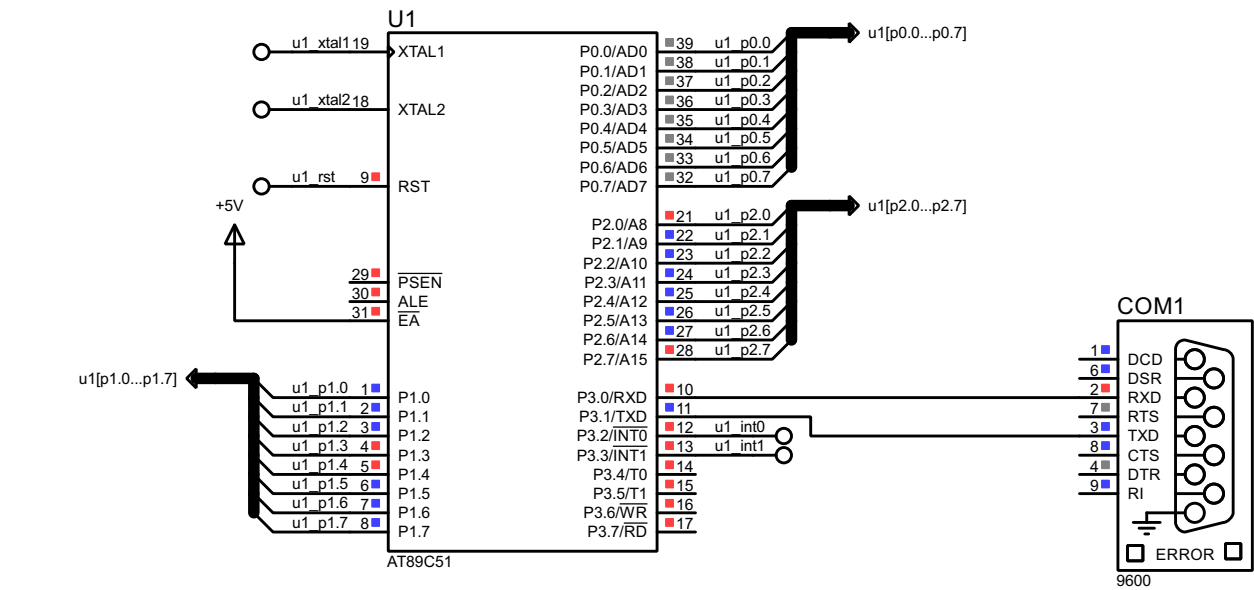 U1
u1_xtal1 19 XTAL1
u1_xtal2 18 XTAL2
u1_rst 9 RST
+5V
29 PSEN
30 ALE
31 EA
u1[p1.0...p1.7]
u1_p1.0 1 P1.0
u1_p1.1 2 P1.1
u1_p1.2 3 P1.2
u1_p1.3 4 P1.3
u1_p1.4 5 P1.4
u1_p1.5 6 P1.5
u1_p1.6 7 P1.6
u1_p1.7 8 P1.7
P0.0/AD0 39 u1_p0.0
P0.1/AD1 38 u1_p0.1
P0.2/AD2 37 u1_p0.2
P0.3/AD3 36 u1_p0.3
P0.4/AD4 35 u1_p0.4
P0.5/AD5 34 u1_p0.5
P0.6/AD6 33 u1_p0.6
P0.7/AD7 32 u1_p0.7
u1[p0.0...p0.7]
P2.0/A8 21 u1_p2.0
P2.1/A9 22 u1_p2.1
P2.2/A10 23 u1_p2.2
P2.3/A11 24 u1_p2.3
P2.4/A12 25 u1_p2.4
P2.5/A13 26 u1_p2.5
P2.6/A14 27 u1_p2.6
P2.7/A15 28 u1_p2.7
u1[p2.0...p2.7]
P3.0/RXD 10
P3.1/TXD 11
P3.2/INT0 12 u1_int0
P3.3/INT1 13 u1_int1
P3.4/T0 14
P3.5/T1 15
P3.6/WR 16
P3.7/RD 17
AT89C51
COM1
1 DCD
6 DSR
2 RXD
7 RTS
3 TXD
8 CTS
4 DTR
9 RI
ERROR
9600